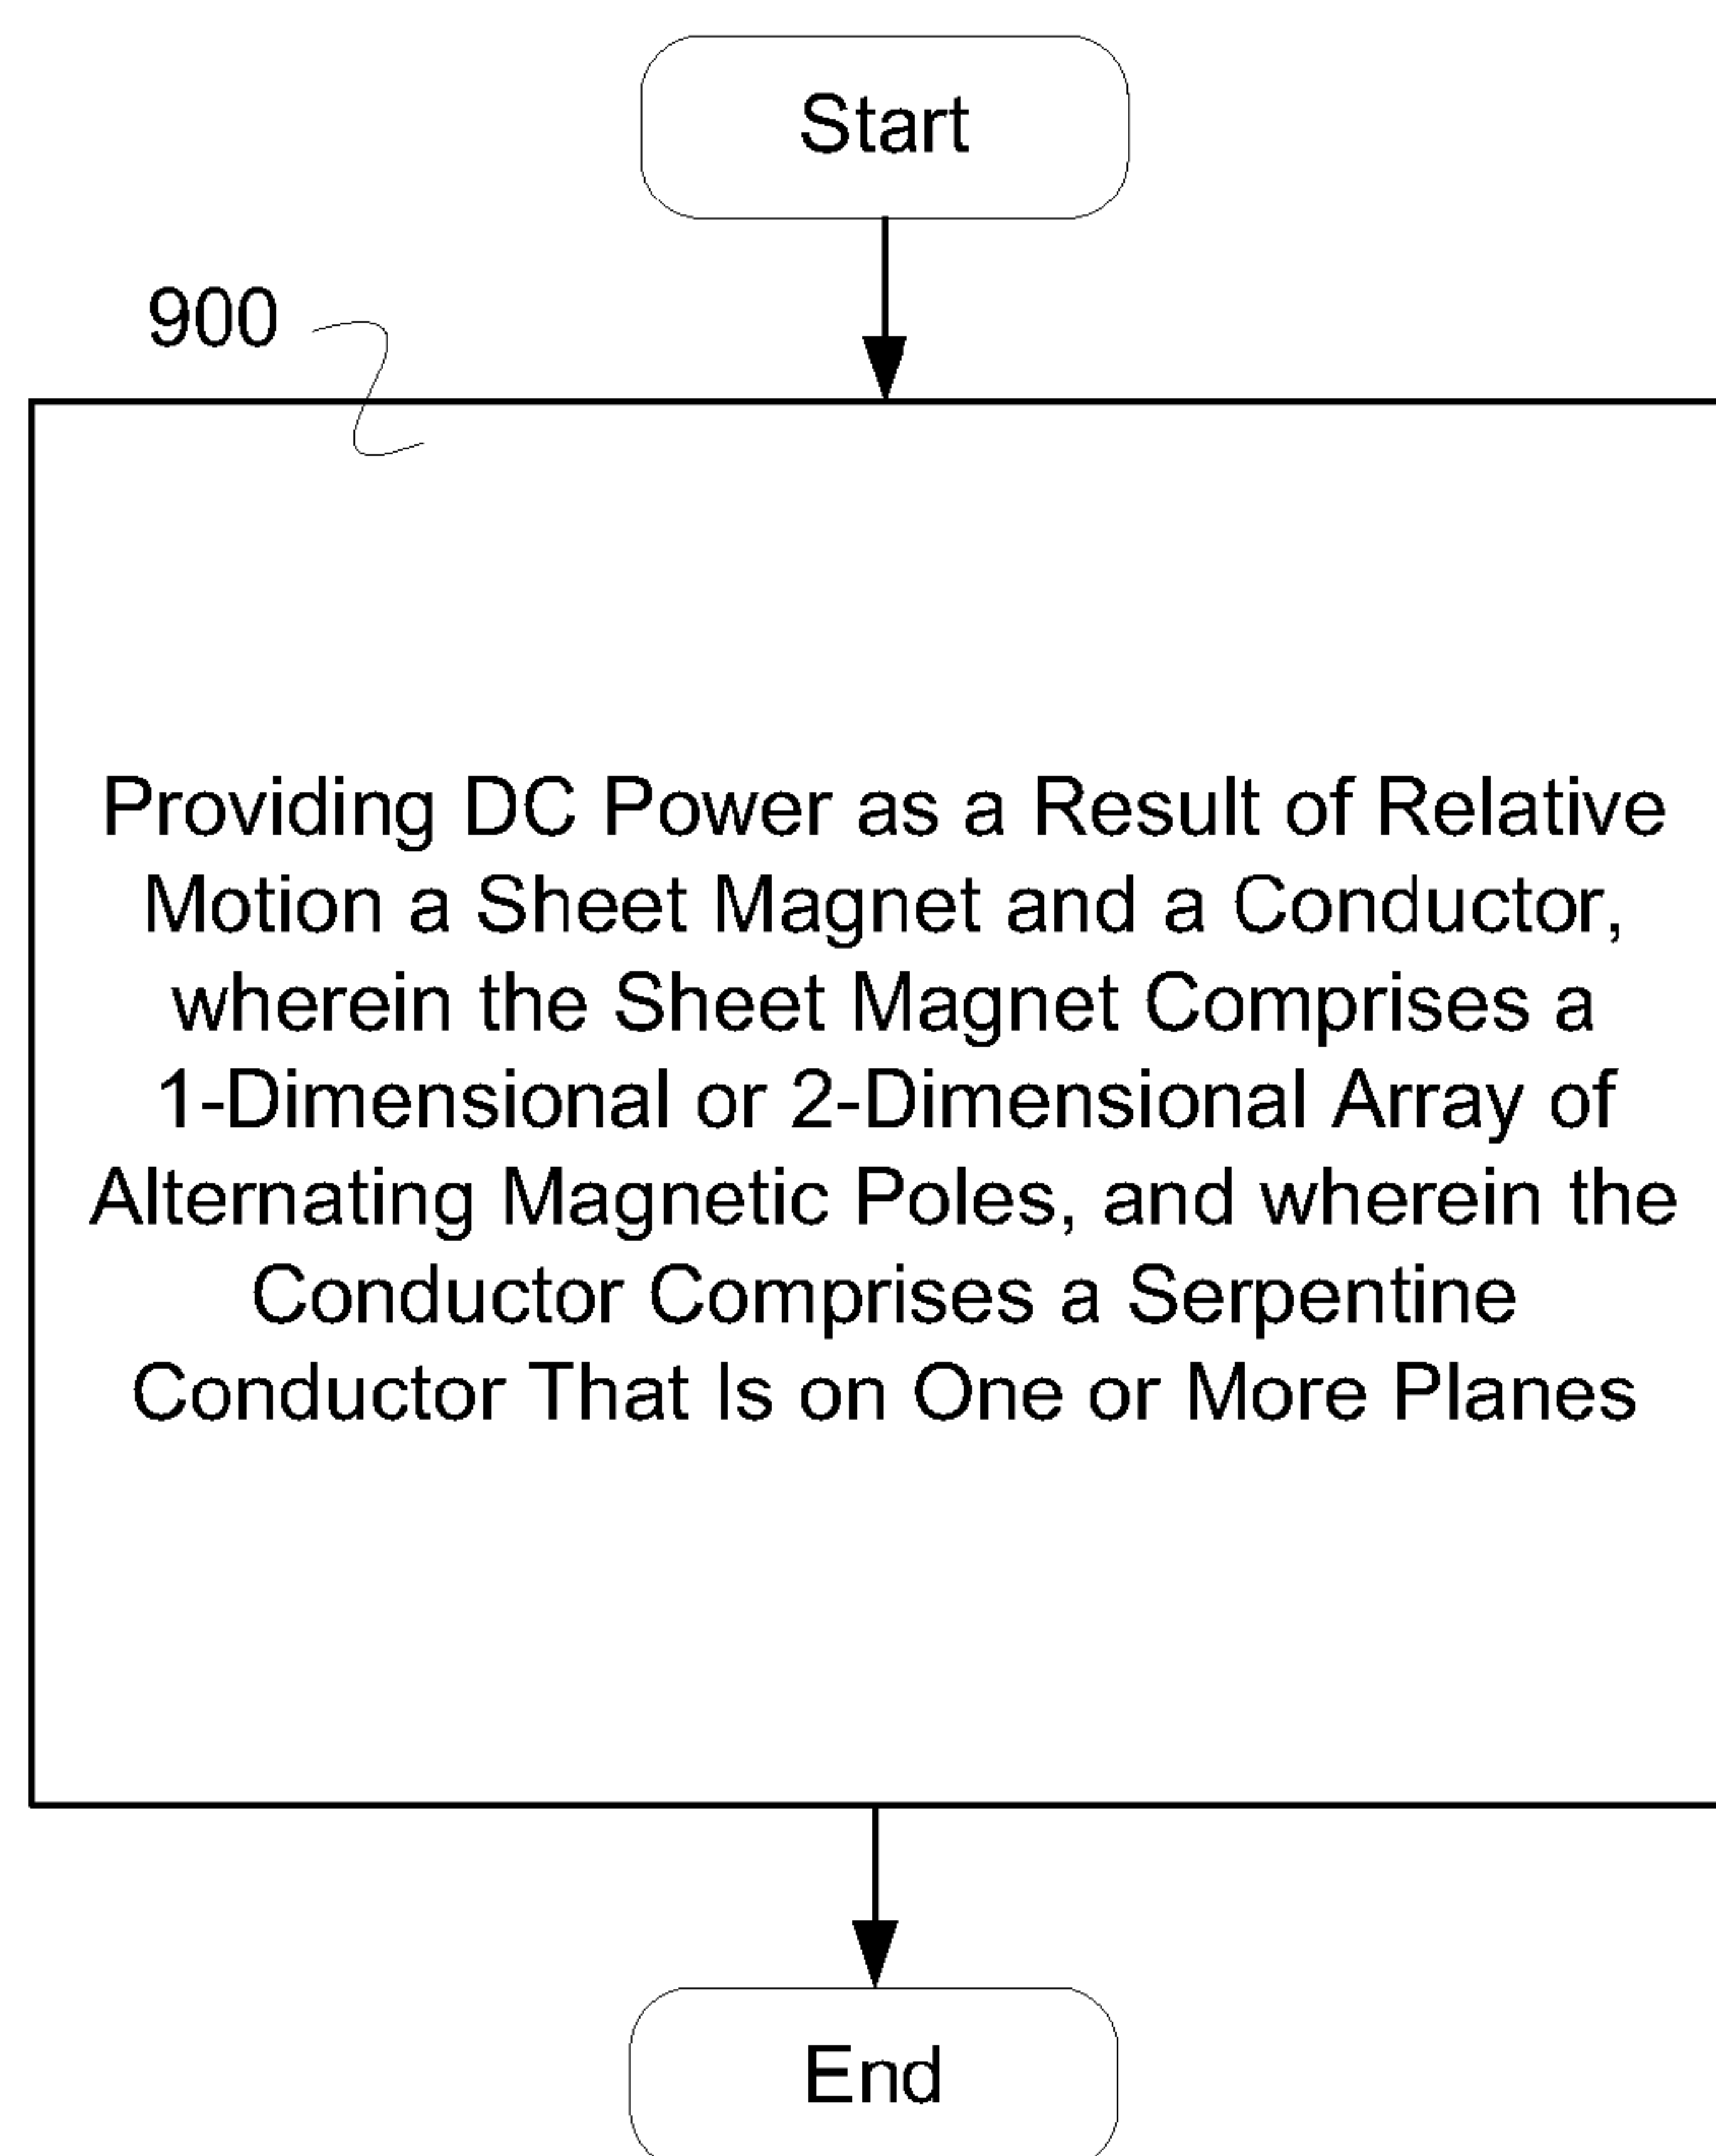 Start
900
Providing DC Power as a Result of Relative
Motion a Sheet Magnet and a Conductor,
wherein the Sheet Magnet Comprises a
1-Dimensional or 2-Dimensional Array of
Alternating Magnetic Poles, and wherein the
Conductor Comprises a Serpentine
Conductor That Is on One or More Planes
End